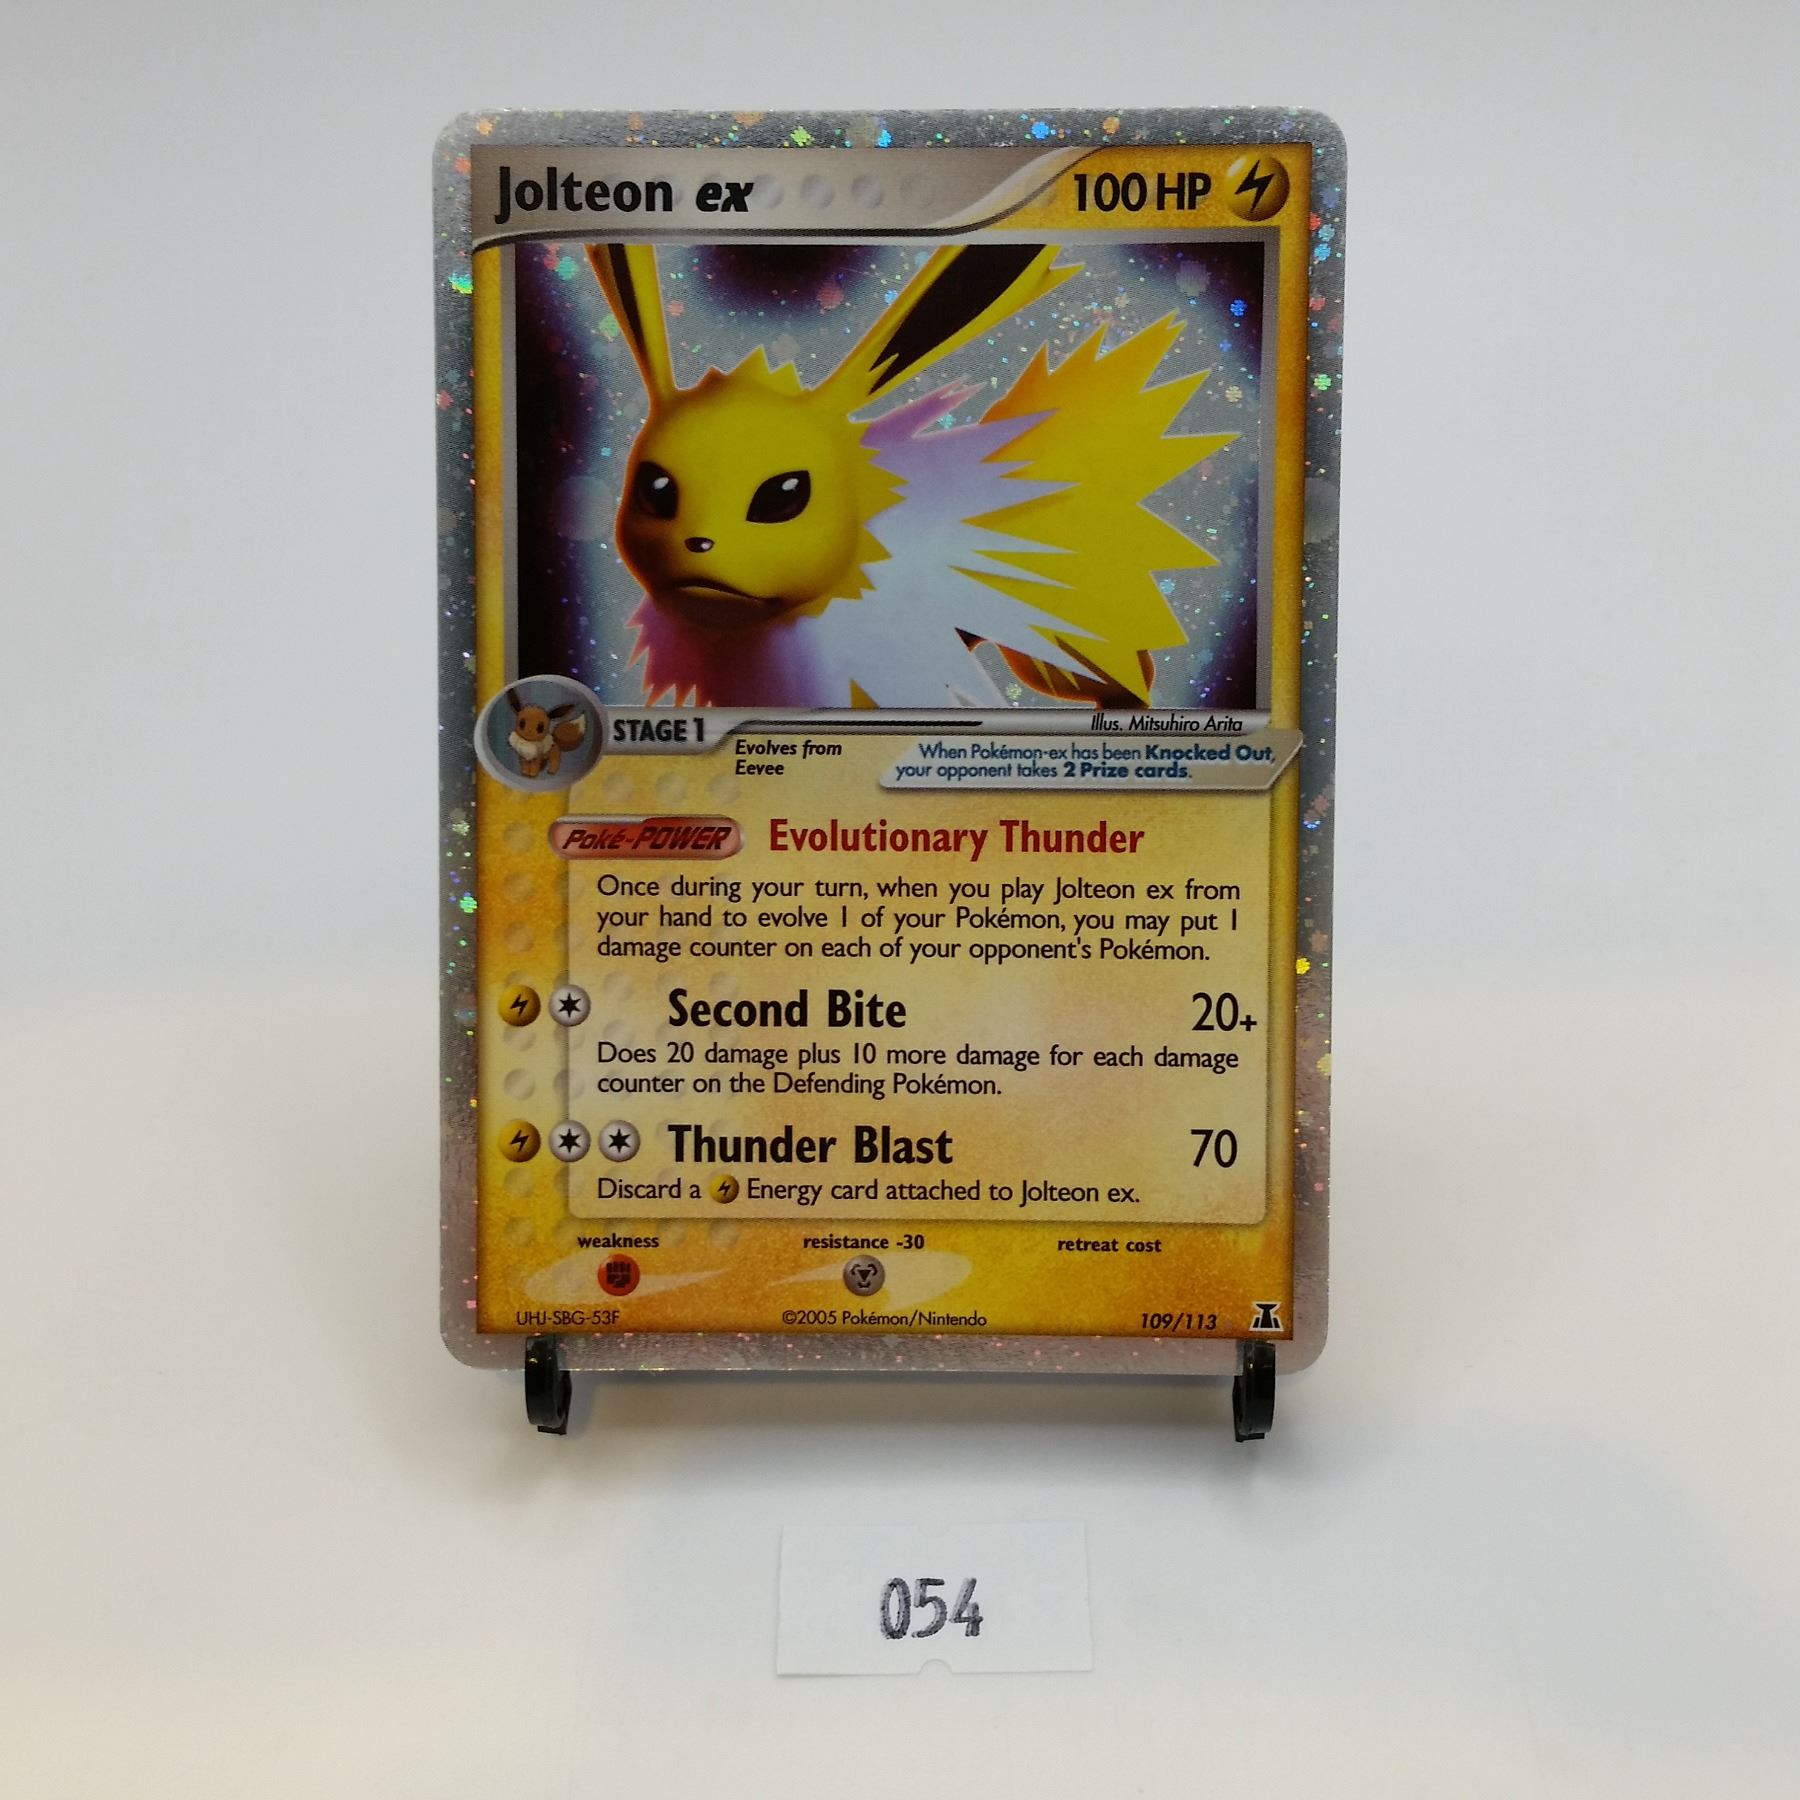 Jolteon ex 100 HP
STAGE 1
Illus. Mitsuhiro Arita
Evolves from
Eevee
When Pokémon-ex has been Knocked Out,
your opponent takes 2 Prize cards.
Poké-POWER Evolutionary Thunder
Once during your turn, when you play Jolteon ex from
your hand to evolve 1 of your Pokémon, you may put 1
damage counter on each of your opponent's Pokémon.
Second Bite 20+
Does 20 damage plus 10 more damage for each damage
counter on the Defending Pokémon.
Thunder Blast 70
Discard a Energy card attached to Jolteon ex.
weakness resistance -30 retreat cost
UHJ-SBG-53F ©2005 Pokémon/Nintendo 109/113
054